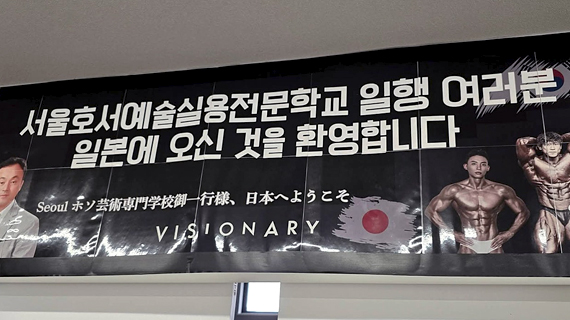 서울호서예술실용전문학교 일행 여러분
일본에 오신 것을 환영합니다
Seoul ホソ芸術専門学校御一行様、日本へようこそ
VISIONARY